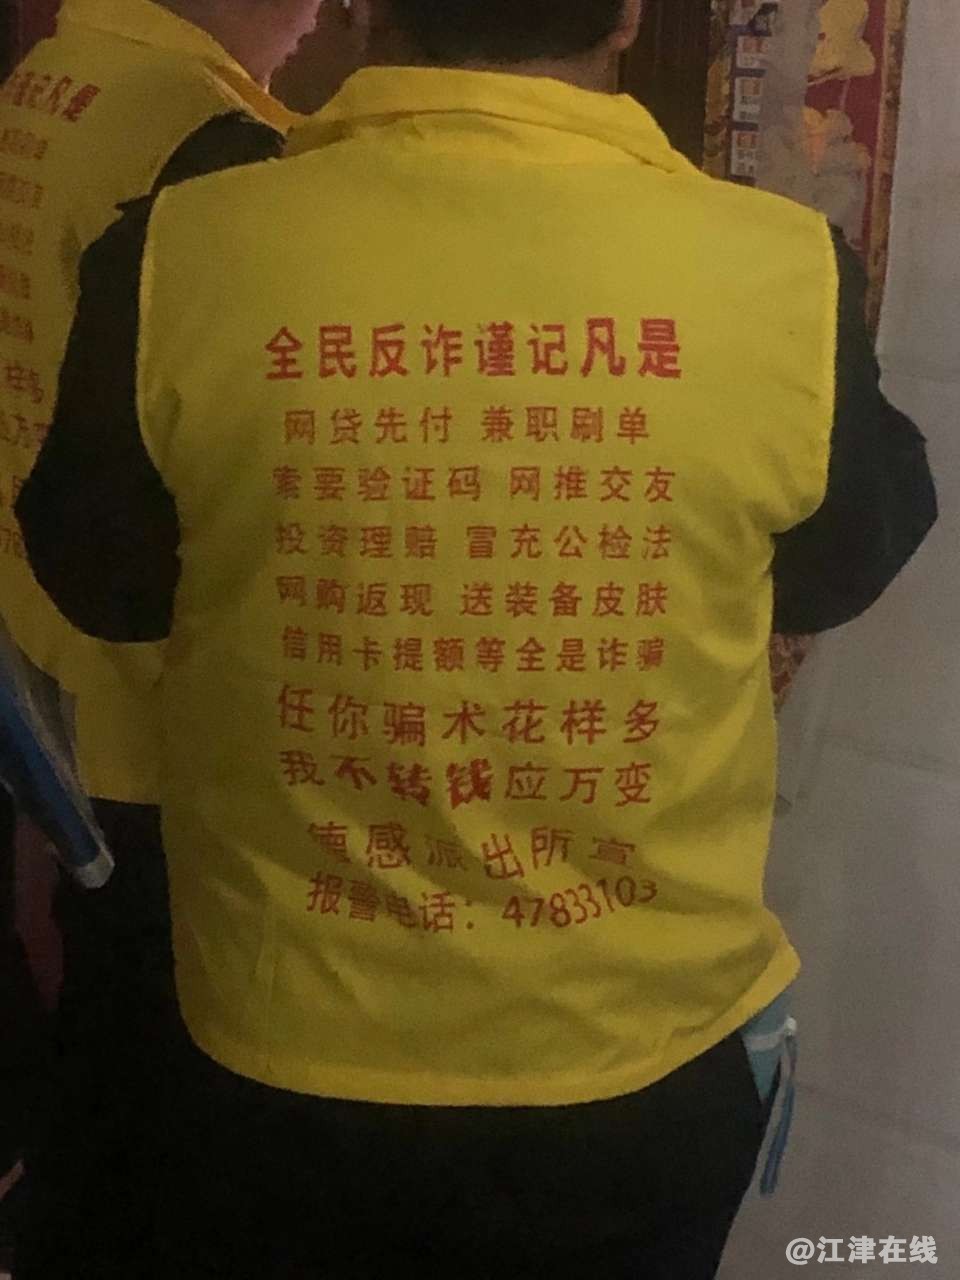 全民反诈谨记凡是
网贷先付 兼职刷单
索要验证码 网推交友
投资理赔 冒充公检法
网购返现 送装备皮肤
信用卡提额等全是诈骗
任你骗术花样多
我不转钱应万变
德感派出所宣
报警电话：47833103
谨记凡是
@江津在线